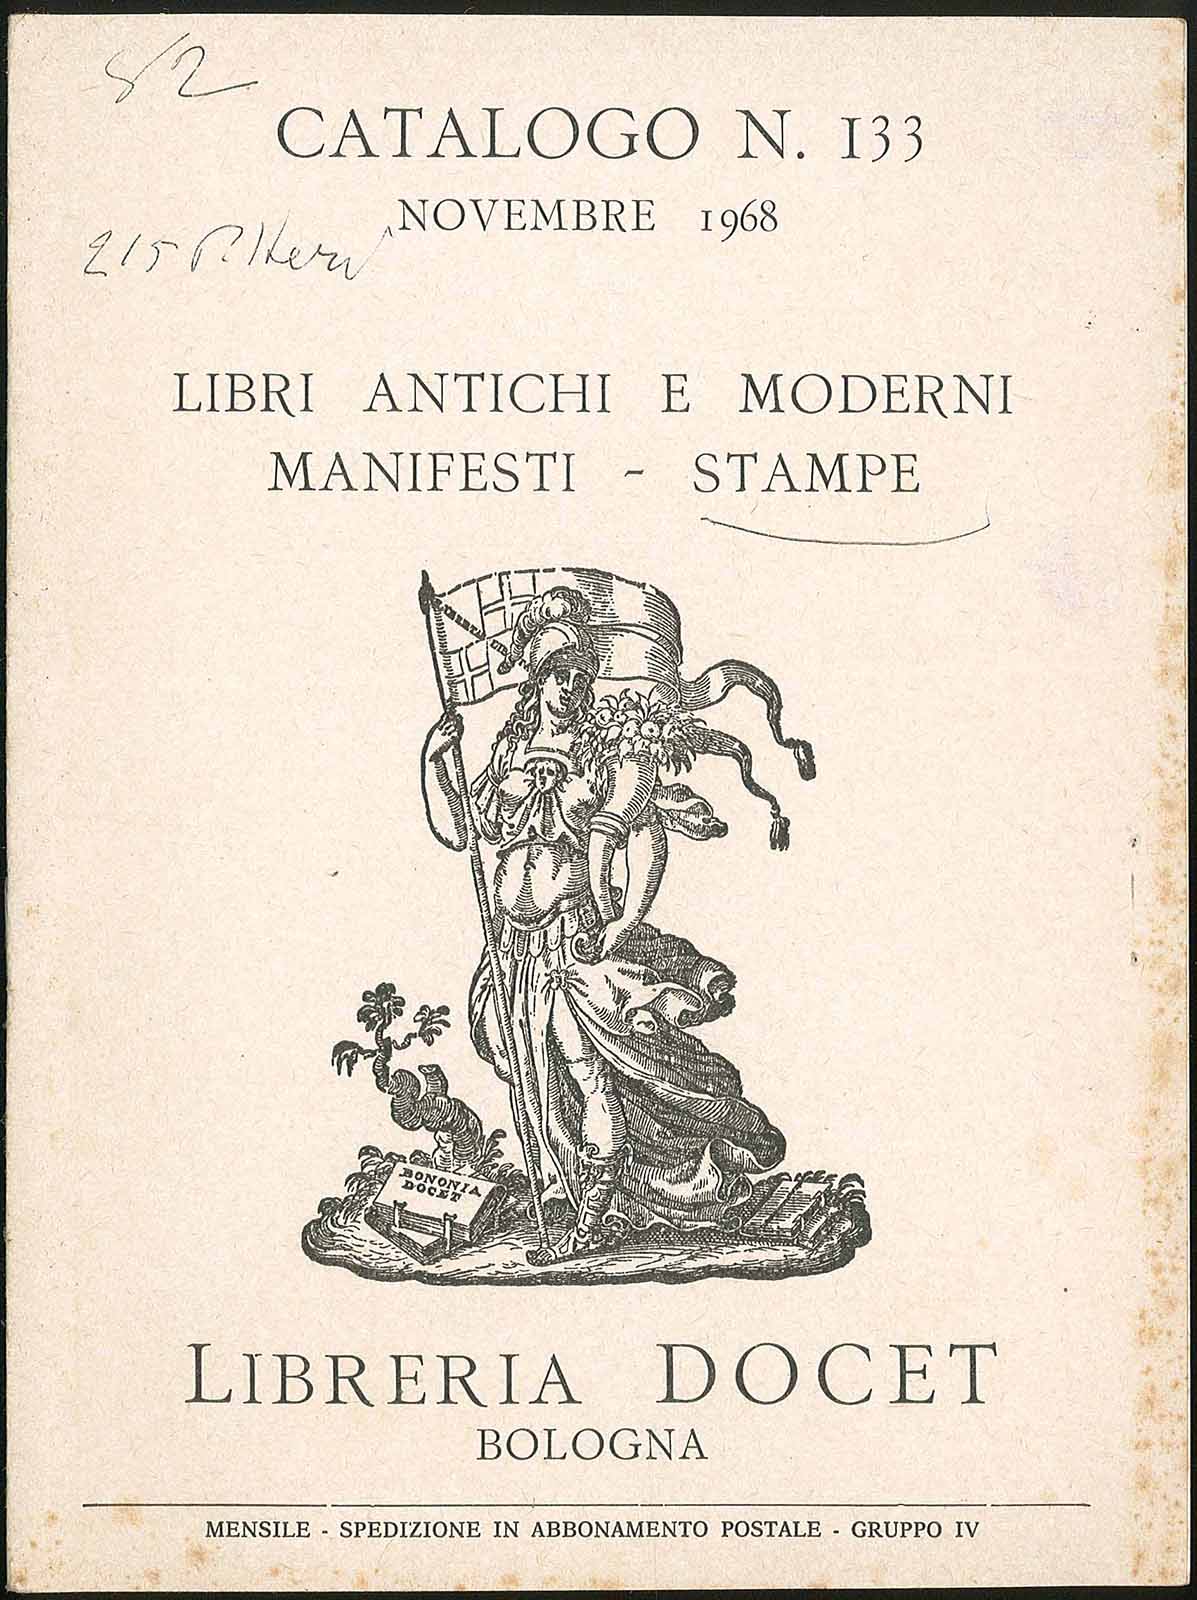 82
CATALOGO N. 133
NOVEMBRE 1968
215
LIBRI ANTICHI E MODERNI
MANIFESTI - STAMPE
BONONIA
DOCET
LIBRERIA DOCET
BOLOGNA
MENSILE - SPEDIZIONE IN ABBONAMENTO POSTALE - GRUPPO IV